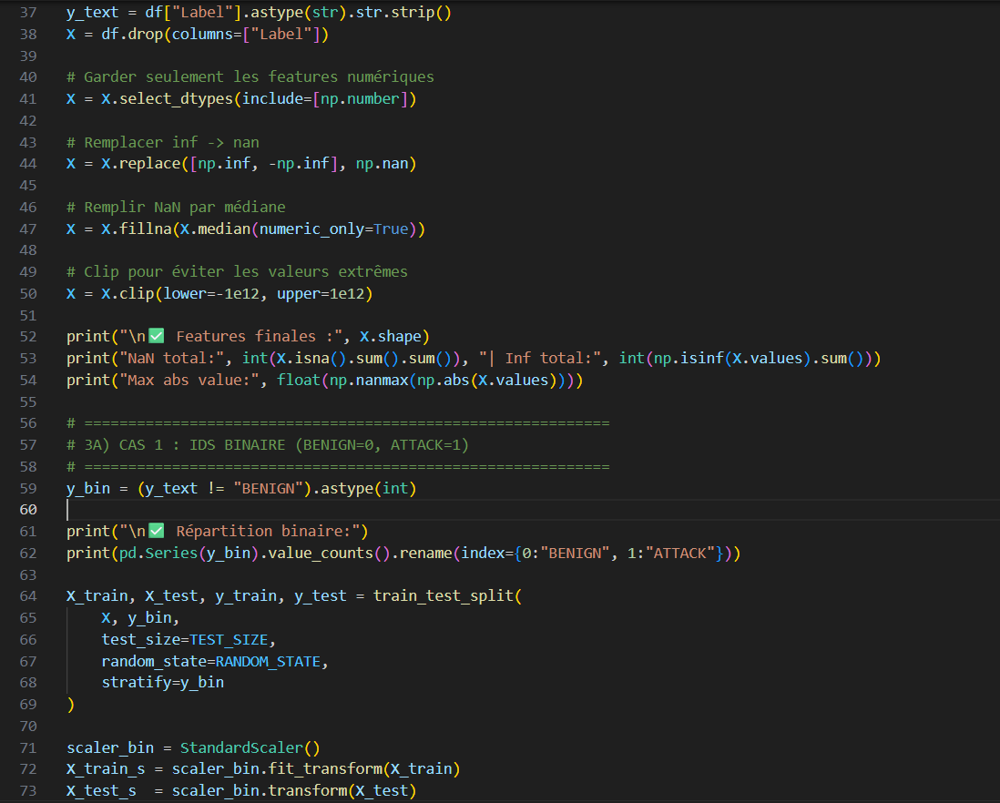 37 y_text = df["Label"].astype(str).str.strip()
38 X = df.drop(columns=["Label"])
39
40 # Garder seulement les features numériques
41 X = X.select_dtypes(include=[np.number])
42
43 # Remplacer inf -> nan
44 X = X.replace([np.inf, -np.inf], np.nan)
45
46 # Remplir NaN par médiane
47 X = X.fillna(X.median(numeric_only=True))
48
49 # Clip pour éviter les valeurs extrêmes
50 X = X.clip(lower=-1e12, upper=1e12)
51
52 print("\n✅ Features finales :", X.shape)
53 print("NaN total:", int(X.isna().sum().sum()), "| Inf total:", int(np.isinf(X.values).sum()))
54 print("Max abs value:", float(np.nanmax(np.abs(X.values))))
55
56 # ============================================================
57 # 3A) CAS 1 : IDS BINAIRE (BENIGN=0, ATTACK=1)
58 # ============================================================
59 y_bin = (y_text != "BENIGN").astype(int)
60
61 print("\n✅ Répartition binaire:")
62 print(pd.Series(y_bin).value_counts().rename(index={0:"BENIGN", 1:"ATTACK"}))
63
64 X_train, X_test, y_train, y_test = train_test_split(
65     X, y_bin,
66     test_size=TEST_SIZE,
67     random_state=RANDOM_STATE,
68     stratify=y_bin
69 )
70
71 scaler_bin = StandardScaler()
72 X_train_s = scaler_bin.fit_transform(X_train)
73 X_test_s  = scaler_bin.transform(X_test)